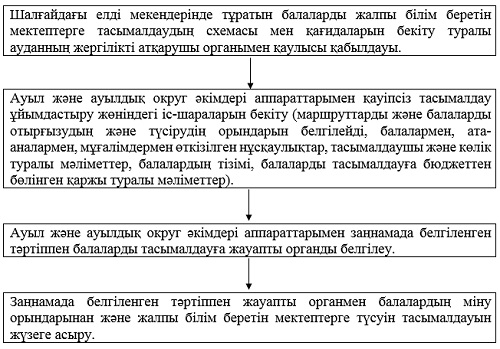 Шалғайдағы елді мекендерінде тұратын балаларды жалпы білім беретін
мектептерге тасымалдаудың схемасы мен қағидаларын бекіту туралы
ауданның жергілікті атқарушы органымен қаулысы қабылдауы.
Ауыл және ауылдық округ әкімдері аппараттарымен қауіпсіз тасымалдау
ұйымдастыру жөніндегі іс-шараларын бекіту (маршруттарды және балаларды
отырғызудың және түсірудің орындарын белгілейді, балалармен, ата-
аналармен, мұғалімдермен өткізілген нұсқаулықтар, тасымалдаушы және көлік
туралы мәліметтер, балалардың тізімі, балаларды тасымалдауға бюджеттен
бөлінген қаржы туралы мәліметтер).
Ауыл және ауылдық округ әкімдері аппараттарымен заңнамада белгіленген
тәртіппен балаларды тасымалдауға жауапты органды белгілеу.
Заңнамада белгіленген тәртіппен жауапты органмен балалардың міну
орындарынан және жалпы білім беретін мектептерге түсуін тасымалдауын
жүзеге асыру.